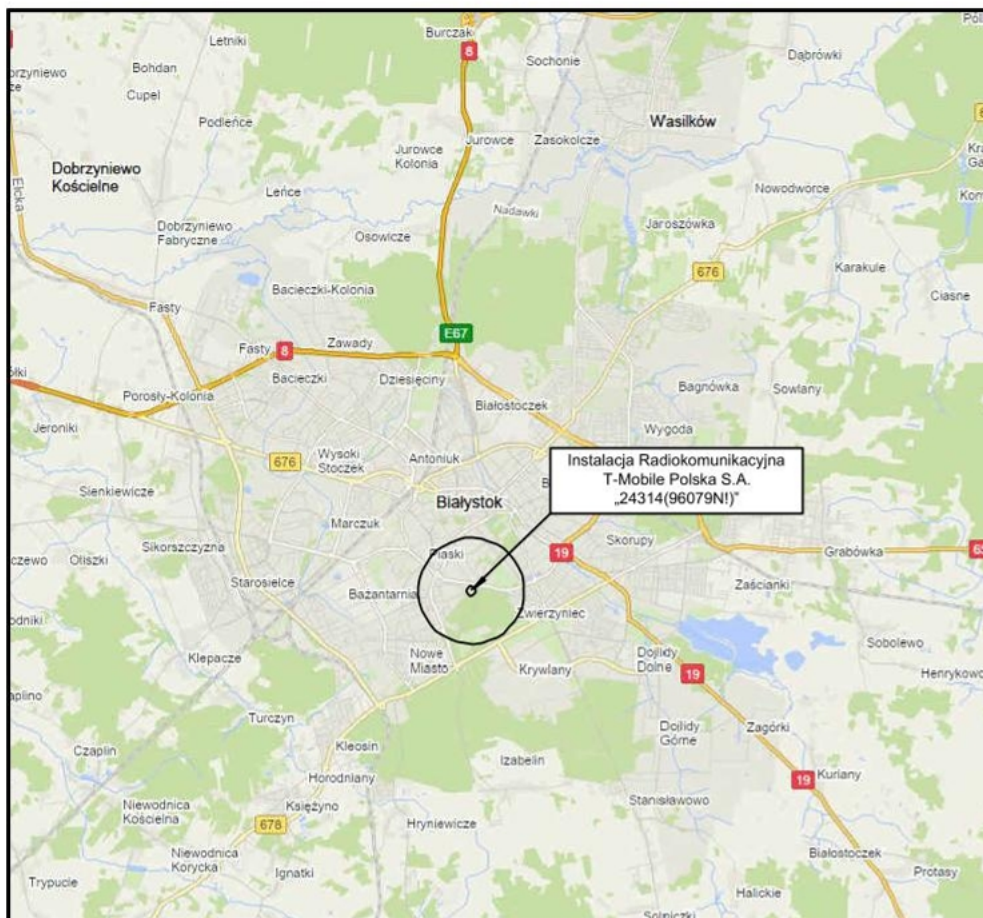 Burczak
Letniki
8
Sochonie
Dąbrówki
Bohdan
Cupel
Podleńce
Wasilków
Jurowce
Zasokolcze
Jurowce
Kolonia
Dobrzyniewo
Kościelne
Ełcka
Leńce
Nowodworce
Nadawki
Dobrzyniewo
Fabryczne
Osowicze
Jaroszówka
676
Karakule
Bacieczki-Kolonia
Ciasne
Fasty
E67
Fasty
8
Zawady
Bacieczki
Dziesięciny
Bagnówka
Sowlany
Porosły-Kolonia
Białostoczek
Jeroniki
Wygoda
676
Wysoki
Stoczek
Antoniuk
Instalacja Radiokomunikacyjna
T-Mobile Polska S.A.
„24314(96079N!)”
Sienkiewicze
Białystok
Marczuk
Skorupy
Sikorszczyzna
Oliszki
Piaski
19
Grabówka
Starosielce
Zaścianki
Bażantarnia
Zwierzyniec
Sobolewo
Nowe
Miasto
Klepacze
Krywlany
Dojlidy
Dolne
19
Henrykowo
Turczyn
Dojlidy
Górne
Zagórki
Czaplin
Kleosin
Izabelin
Horodniany
Kuriany
19
Niewodnica
Kościelna
Księżyno
Stanisławowo
678
Hryniewicze
Niewodnica
Korycka
Białostoczek
Ignatki
Trypucie
Protasy
Halickie
Solniczki